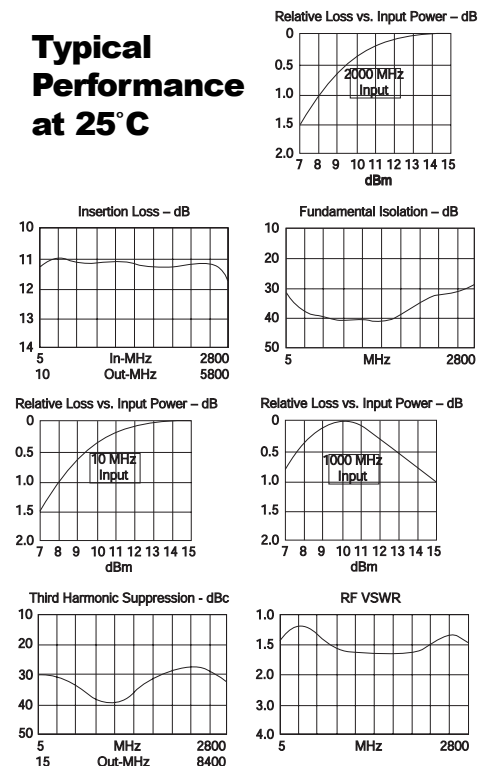 Typical
Performance
at 25°C
Relative Loss vs. Input Power – dB
0
0.5
1.0
1.5
2.0
2000 MHz
Input
7 8 9 10 11 12 13 14 15
dBm
Insertion Loss – dB
10
11
12
13
14
5 In-MHz 2800
10 Out-MHz 5800
Fundamental Isolation – dB
10
20
30
40
50
5 MHz 2800
Relative Loss vs. Input Power – dB
0
0.5
1.0
1.5
2.0
10 MHz
Input
7 8 9 10 11 12 13 14 15
dBm
Relative Loss vs. Input Power – dB
0
0.5
1.0
1.5
2.0
1000 MHz
Input
7 8 9 10 11 12 13 14 15
dBm
Third Harmonic Suppression - dBc
10
20
30
40
50
5 MHz 2800
15 Out-MHz 8400
RF VSWR
1.0
1.5
2.0
3.0
4.0
5 MHz 2800